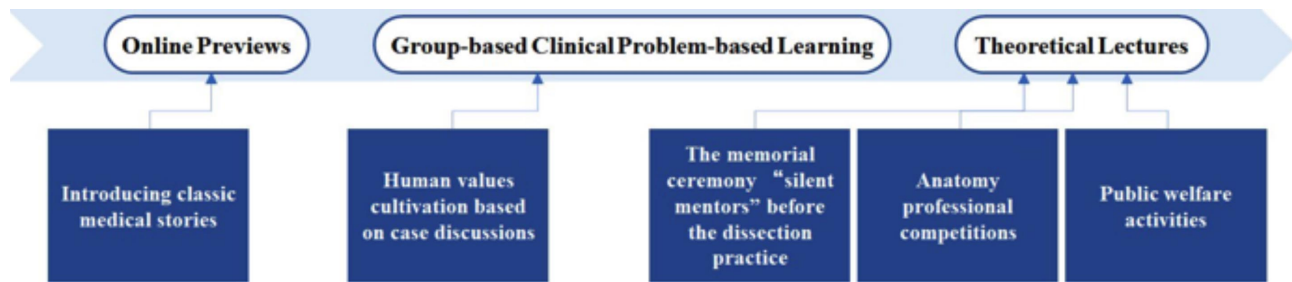 Online Previews
Group-based Clinical Problem-based Learning
Theoretical Lectures
Introducing classic
medical stories
Human values
cultivation based
on case discussions
The memorial
ceremony “silent
mentors” before
the dissection
practice
Anatomy
professional
competitions
Public welfare
activities